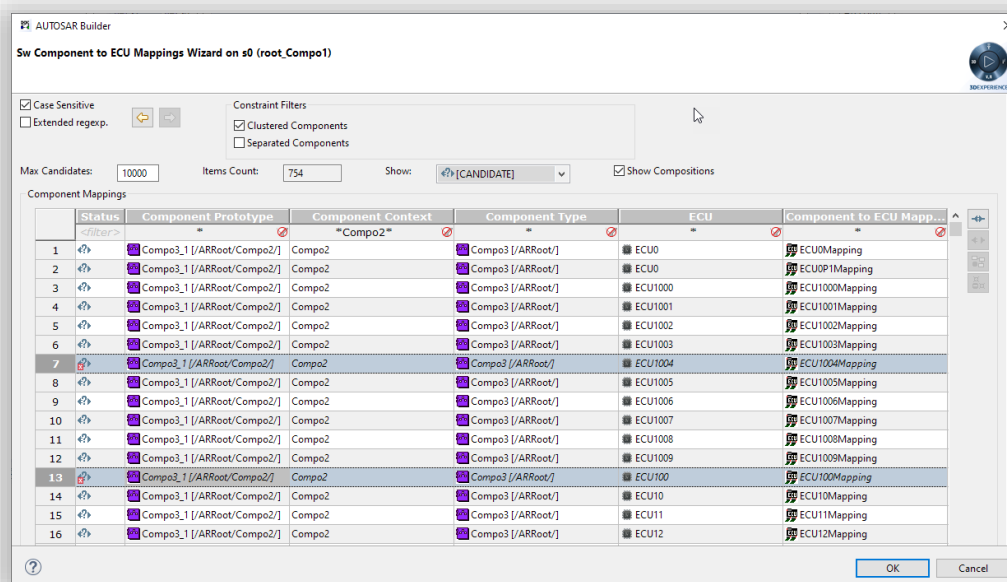 AUTOSAR Builder
Sw Component to ECU Mappings Wizard on s0 (root_Compo1)
3DEXPERIENCE
Case Sensitive
Extended regexp.
Constraint Filters
Clustered Components
Separated Components
Max Candidates: 10000 Items Count: 754 Show: [CANDIDATE] Show Compositions
Component Mappings
Status Component Prototype Component Context Component Type ECU Component to ECU Mapp...
<filter> * *Compo2* * * *
1 Compo3_1 [/ARRoot/Compo2/] Compo2 Compo3 [/ARRoot/] ECU0 ECU0Mapping
2 Compo3_1 [/ARRoot/Compo2/] Compo2 Compo3 [/ARRoot/] ECU0 ECU0P1Mapping
3 Compo3_1 [/ARRoot/Compo2/] Compo2 Compo3 [/ARRoot/] ECU1000 ECU1000Mapping
4 Compo3_1 [/ARRoot/Compo2/] Compo2 Compo3 [/ARRoot/] ECU1001 ECU1001Mapping
5 Compo3_1 [/ARRoot/Compo2/] Compo2 Compo3 [/ARRoot/] ECU1002 ECU1002Mapping
6 Compo3_1 [/ARRoot/Compo2/] Compo2 Compo3 [/ARRoot/] ECU1003 ECU1003Mapping
7 Compo3_1 [/ARRoot/Compo2/] Compo2 Compo3 [/ARRoot/] ECU1004 ECU1004Mapping
8 Compo3_1 [/ARRoot/Compo2/] Compo2 Compo3 [/ARRoot/] ECU1005 ECU1005Mapping
9 Compo3_1 [/ARRoot/Compo2/] Compo2 Compo3 [/ARRoot/] ECU1006 ECU1006Mapping
10 Compo3_1 [/ARRoot/Compo2/] Compo2 Compo3 [/ARRoot/] ECU1007 ECU1007Mapping
11 Compo3_1 [/ARRoot/Compo2/] Compo2 Compo3 [/ARRoot/] ECU1008 ECU1008Mapping
12 Compo3_1 [/ARRoot/Compo2/] Compo2 Compo3 [/ARRoot/] ECU1009 ECU1009Mapping
13 Compo3_1 [/ARRoot/Compo2/] Compo2 Compo3 [/ARRoot/] ECU100 ECU100Mapping
14 Compo3_1 [/ARRoot/Compo2/] Compo2 Compo3 [/ARRoot/] ECU10 ECU10Mapping
15 Compo3_1 [/ARRoot/Compo2/] Compo2 Compo3 [/ARRoot/] ECU11 ECU11Mapping
16 Compo3_1 [/ARRoot/Compo2/] Compo2 Compo3 [/ARRoot/] ECU12 ECU12Mapping
OK Cancel